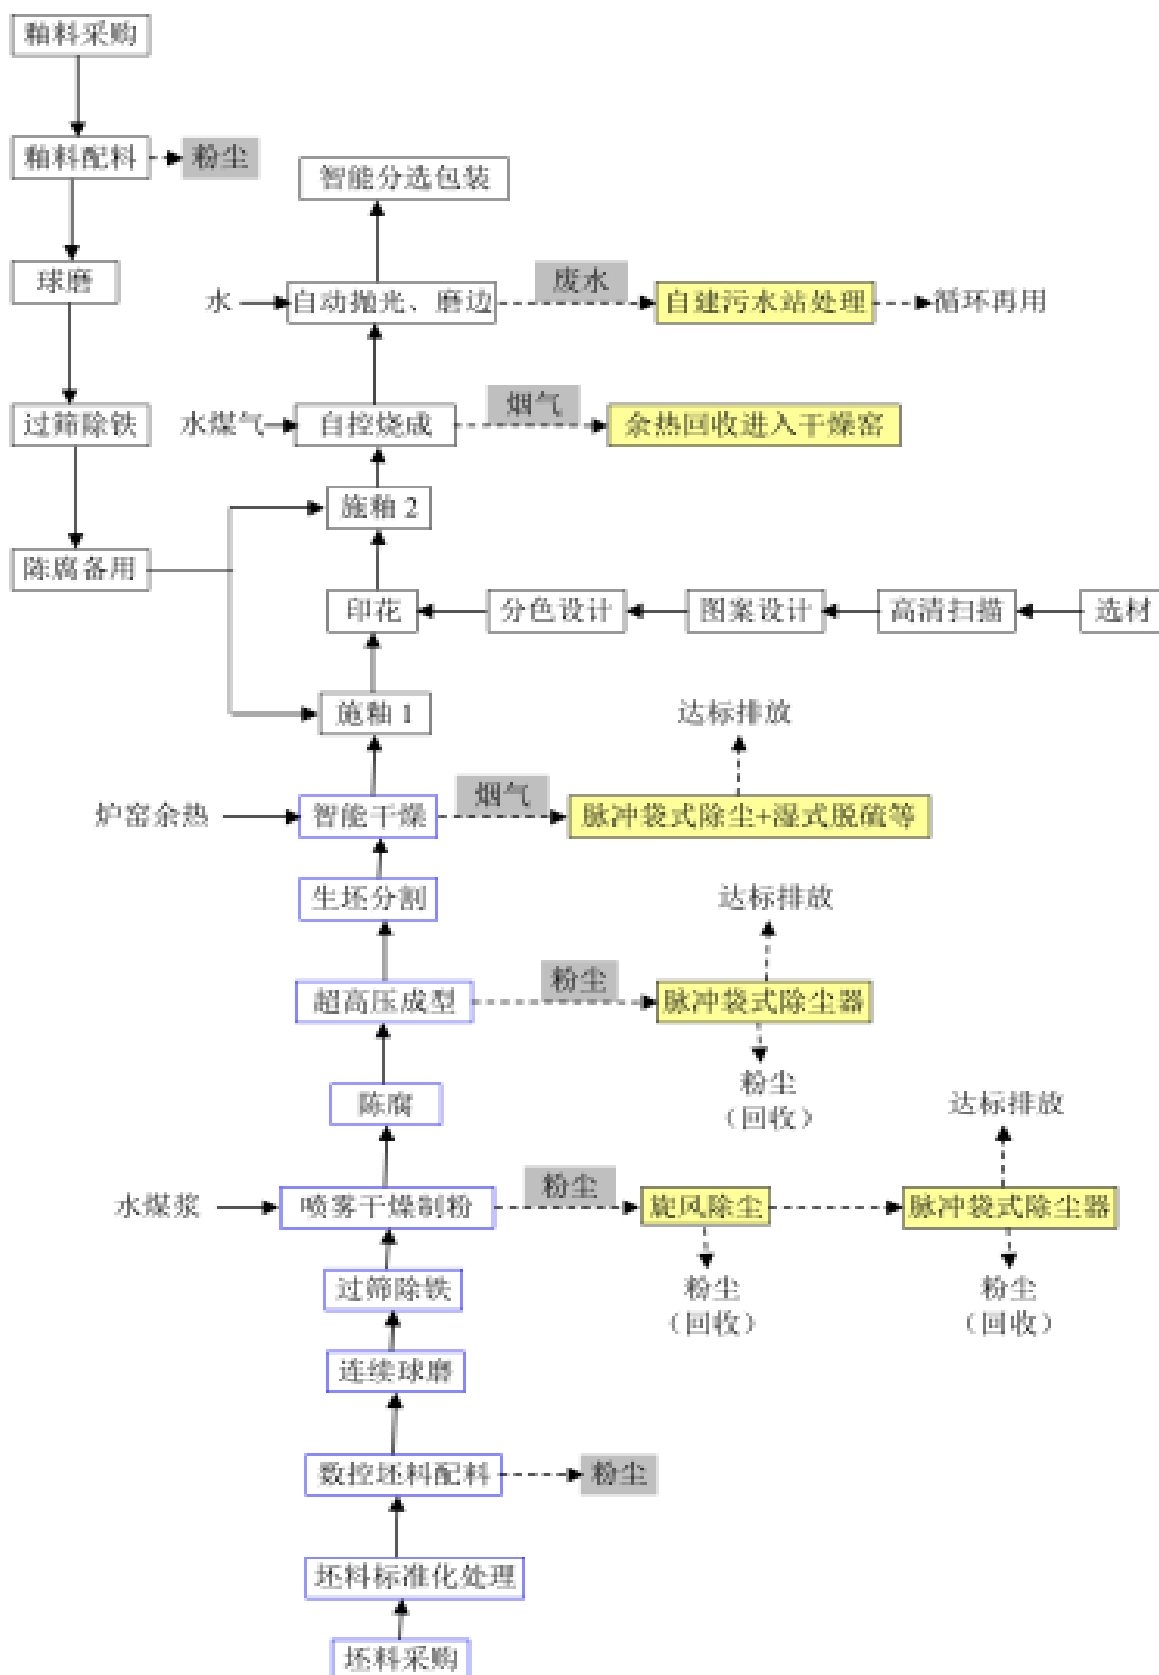 釉料采购
釉料配料
粉尘
智能分选包装
球磨
水
自动抛光、磨边
废水
自建污水站处理
循环再用
过筛除铁
水煤气
自控烧成
烟气
余热回收进入干燥窑
施釉 2
陈腐备用
印花
分色设计
图案设计
高清扫描
选材
施釉 1
达标排放
炉窑余热
智能干燥
烟气
脉冲袋式除尘+湿式脱硫等
生坯分割
达标排放
超高压成型
粉尘
脉冲袋式除尘器
粉尘
（回收）
陈腐
达标排放
水煤浆
喷雾干燥制粉
粉尘
旋风除尘
脉冲袋式除尘器
过筛除铁
粉尘
（回收）
粉尘
（回收）
连续球磨
数控坯料配料
粉尘
坯料标准化处理
坯料采购